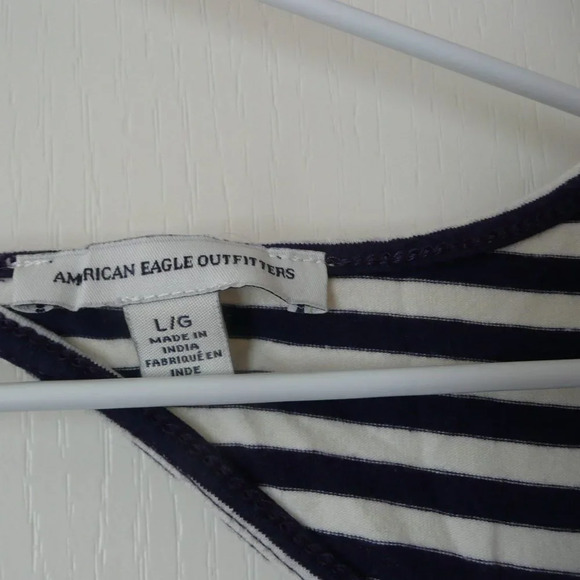 AMERICAN EAGLE OUTFITTERS
L/G
MADE IN
INDIA
FABRIQUÉ EN
INDE